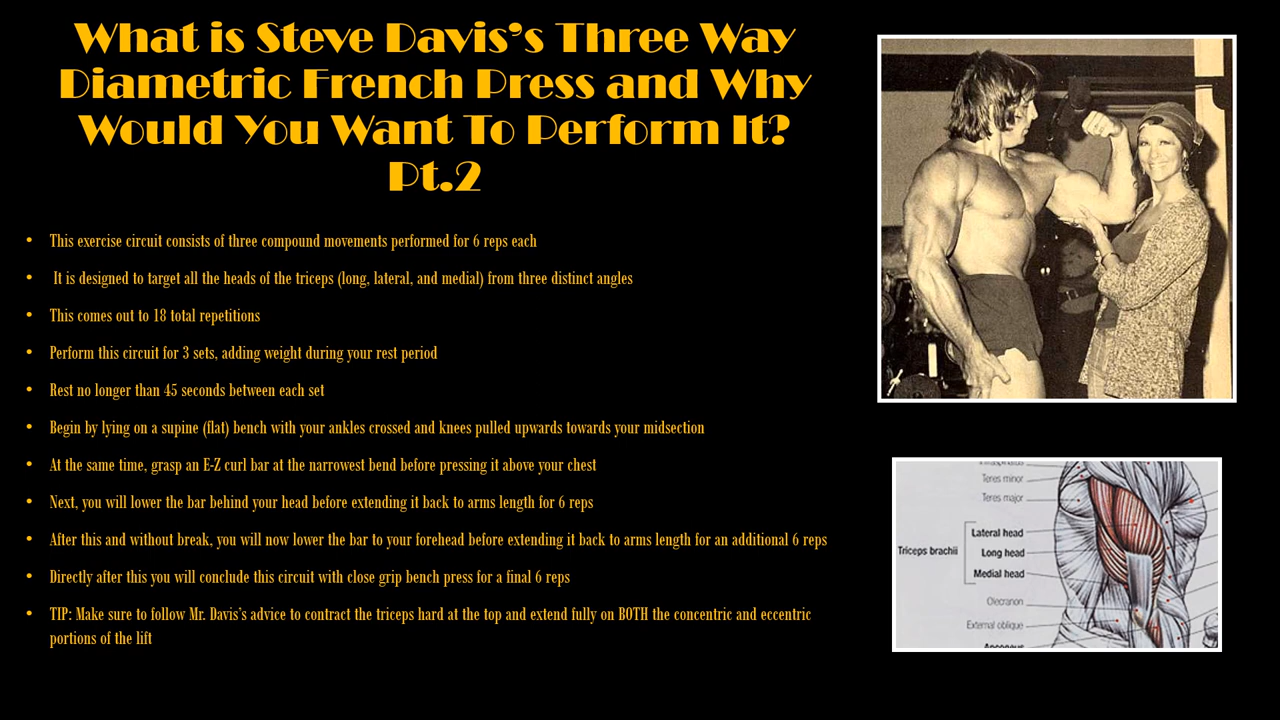 What is Steve Davis’s Three Way
Diametric French Press and Why
Would You Want To Perform It?
Pt.2
• This exercise circuit consists of three compound movements performed for 6 reps each
• It is designed to target all the heads of the triceps (long, lateral, and medial) from three distinct angles
• This comes out to 18 total repetitions
• Perform this circuit for 3 sets, adding weight during your rest period
• Rest no longer than 45 seconds between each set
• Begin by lying on a supine (flat) bench with your ankles crossed and knees pulled upwards towards your midsection
• At the same time, grasp an E-Z curl bar at the narrowest bend before pressing it above your chest
• Next, you will lower the bar behind your head before extending it back to arms length for 6 reps
• After this and without break, you will now lower the bar to your forehead before extending it back to arms length for an additional 6 reps
• Directly after this you will conclude this circuit with close grip bench press for a final 6 reps
• TIP: Make sure to follow Mr. Davis’s advice to contract the triceps hard at the top and extend fully on BOTH the concentric and eccentric
portions of the lift
Teres minor
Teres major
Lateral head
Triceps brachii
Long head
Medial head
Olecranon
External oblique